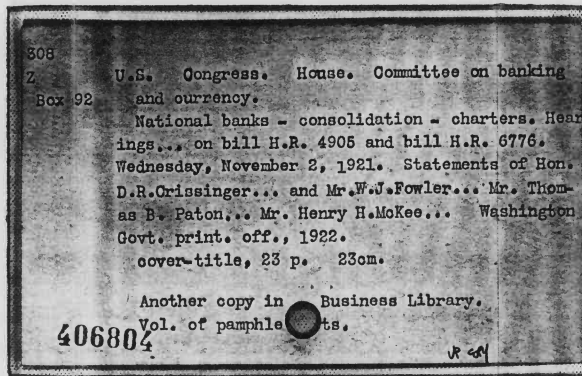 308
Z U.S. Congress. House. Committee on banking
Box 92 and currency.
National banks - consolidation - charters. Hear
ings... on bill H.R. 4905 and bill H.R. 6776.
Wednesday, November 2, 1921. Statements of Hon.
D.R.Crissinger... and Mr.W.J.Fowler... Mr. Thom-
as B. Paton... Mr. Henry H.McKee... Washington
Govt. print. off., 1922.
cover-title, 23 p. 23cm.
Another copy in Business Library.
Vol. of pamphle ts.
406804